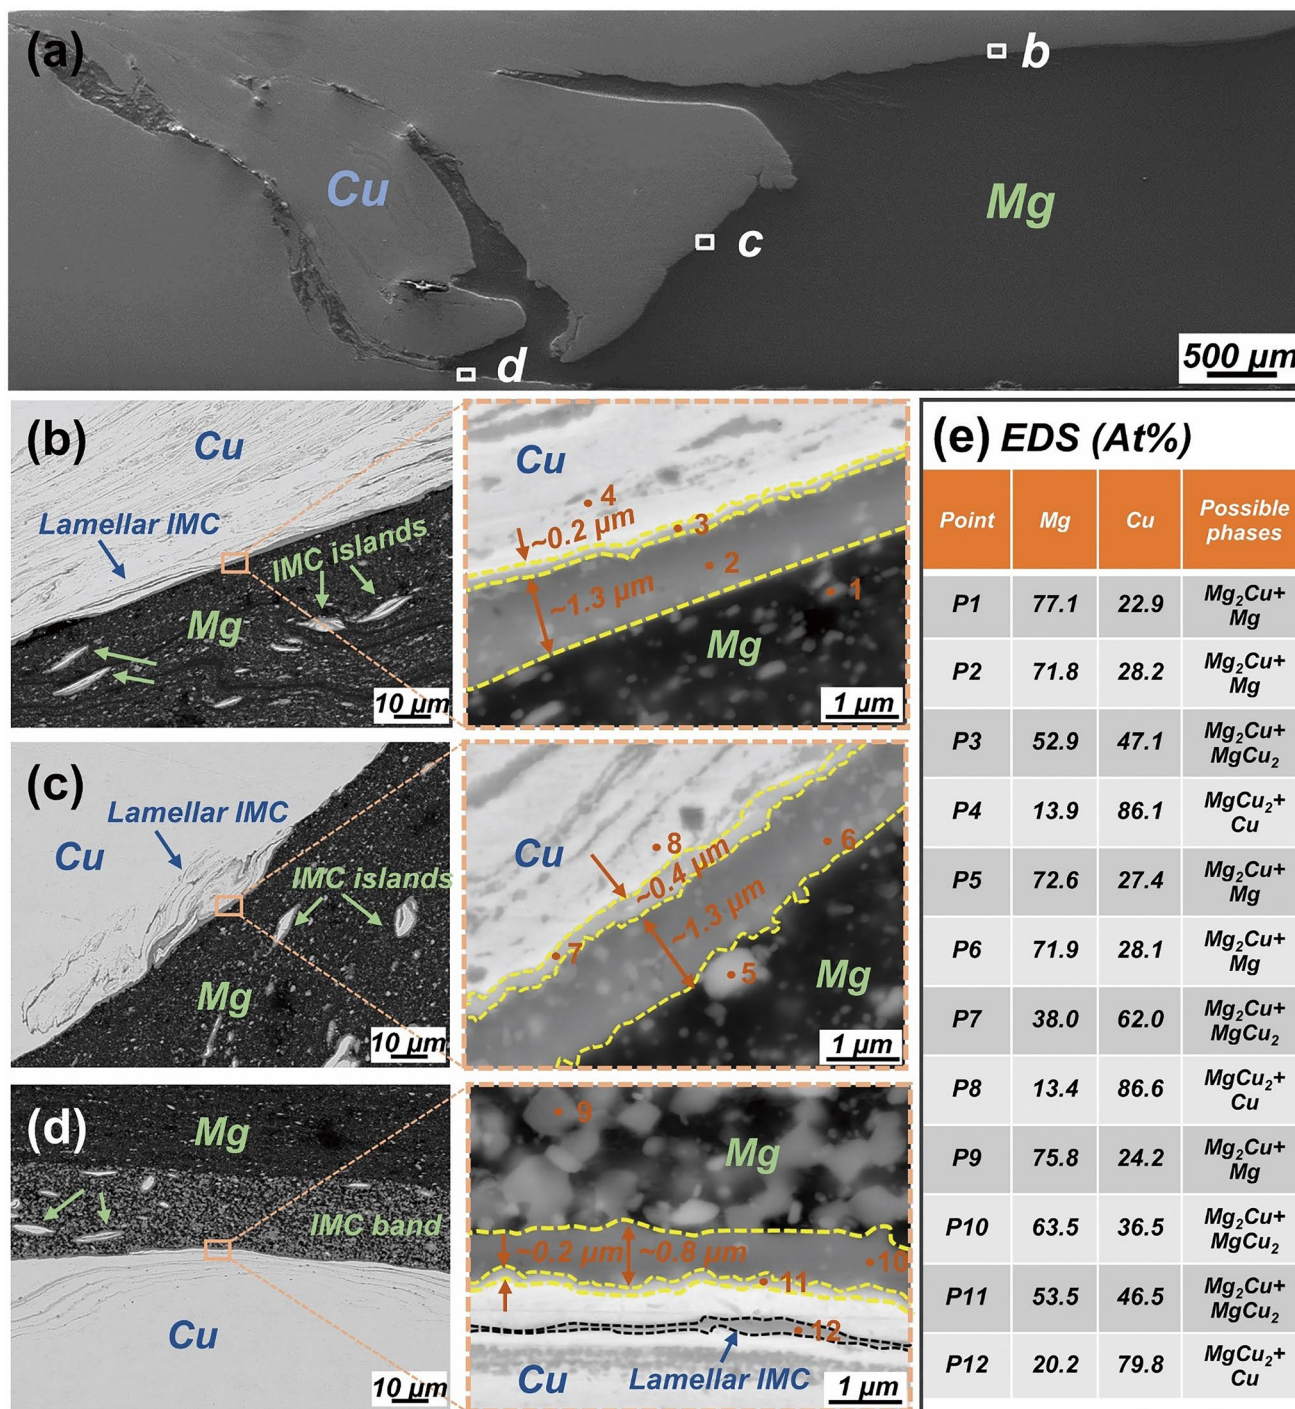 (a)
b
Cu
Mg
c
d
500 µm
(b)
Cu
Lamellar IMC
IMC islands
Mg
10 µm
Cu
4
~0.2 µm
3
2
~1.3 µm
1
Mg
1 µm
(c)
Lamellar IMC
Cu
IMC islands
Mg
10 µm
Cu
8
~0.4 µm
6
~1.3 µm
7
5
Mg
1 µm
(d)
Mg
IMC band
Cu
10 µm
9
Mg
~0.2 µm
~0.8 µm
10
11
12
Lamellar IMC
Cu
1 µm
(e) EDS (At%)
Point Mg Cu Possible phases
P1 77.1 22.9 Mg₂Cu+ Mg
P2 71.8 28.2 Mg₂Cu+ Mg
P3 52.9 47.1 Mg₂Cu+ MgCu₂
P4 13.9 86.1 MgCu₂+ Cu
P5 72.6 27.4 Mg₂Cu+ Mg
P6 71.9 28.1 Mg₂Cu+ Mg
P7 38.0 62.0 Mg₂Cu+ MgCu₂
P8 13.4 86.6 MgCu₂+ Cu
P9 75.8 24.2 Mg₂Cu+ Mg
P10 63.5 36.5 Mg₂Cu+ MgCu₂
P11 53.5 46.5 Mg₂Cu+ MgCu₂
P12 20.2 79.8 MgCu₂+ Cu